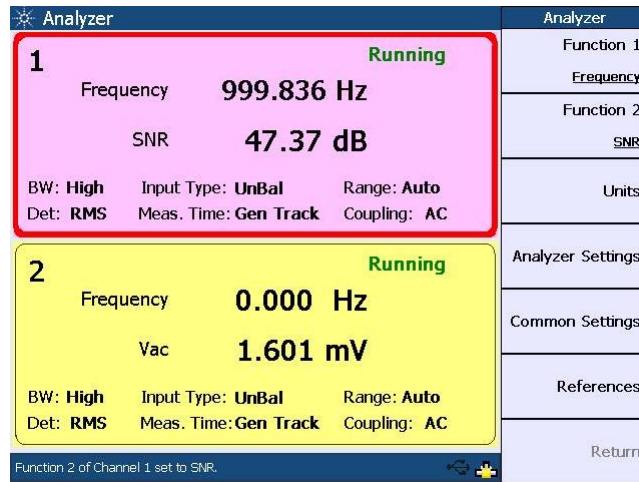 Analyzer
1
Running
Frequency 999.836 Hz
SNR 47.37 dB
BW: High Input Type: UnBal Range: Auto
Det: RMS Meas. Time: Gen Track Coupling: AC
2
Running
Frequency 0.000 Hz
Vac 1.601 mV
BW: High Input Type: UnBal Range: Auto
Det: RMS Meas. Time: Gen Track Coupling: AC
Function 2 of Channel 1 set to SNR.
Analyzer
Function 1
Frequency
Function 2
SNR
Units
Analyzer Settings
Common Settings
References
Return